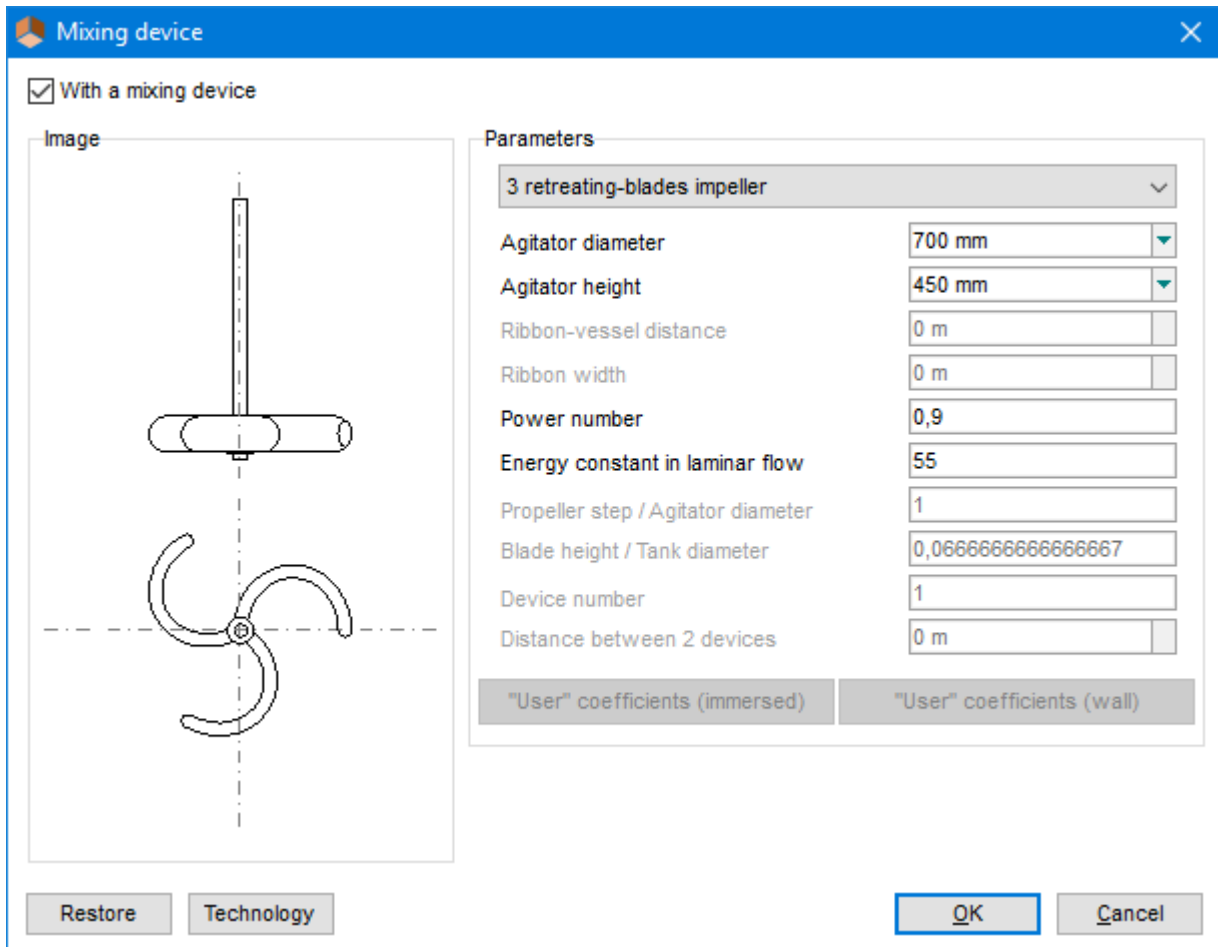 Mixing device
With a mixing device
Image
Parameters
3 retreating-blades impeller
Agitator diameter 700 mm
Agitator height 450 mm
Ribbon-vessel distance 0 m
Ribbon width 0 m
Power number 0,9
Energy constant in laminar flow 55
Propeller step / Agitator diameter 1
Blade height / Tank diameter 0,0666666666666667
Device number 1
Distance between 2 devices 0 m
"User" coefficients (immersed) "User" coefficients (wall)
Restore Technology OK Cancel